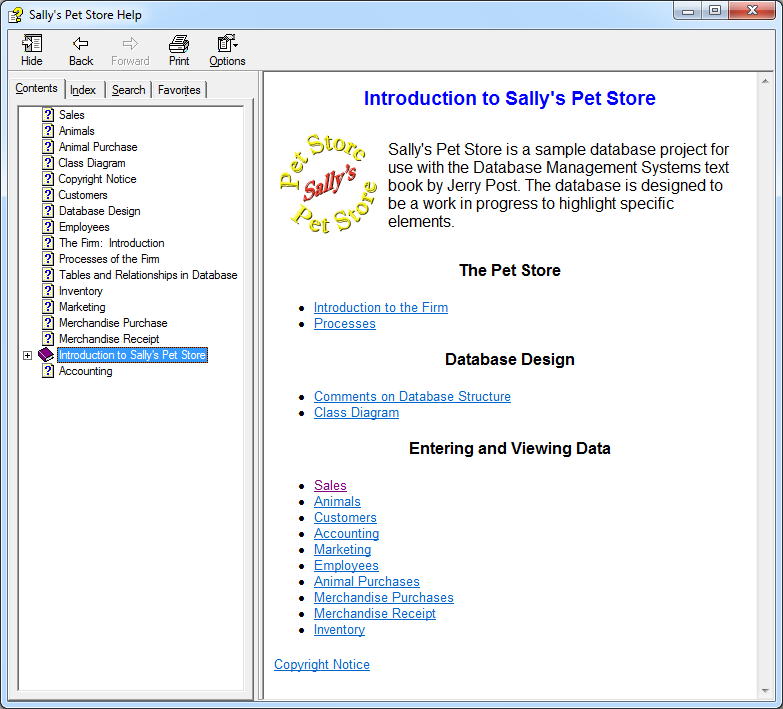 Sally's Pet Store Help
Hide
Back
Forward
Print
Options
Contents
Index
Search
Favorites
Sales
Animals
Animal Purchase
Class Diagram
Copyright Notice
Customers
Database Design
Employees
The Firm: Introduction
Processes of the Firm
Tables and Relationships in Database
Inventory
Marketing
Merchandise Purchase
Merchandise Receipt
Introduction to Sally's Pet Store
Accounting
Introduction to Sally's Pet Store
Pet Store
Sally's
Pet Store
Sally's Pet Store is a sample database project for
use with the Database Management Systems text
book by Jerry Post. The database is designed to
be a work in progress to highlight specific
elements.
The Pet Store
Introduction to the Firm
Processes
Database Design
Comments on Database Structure
Class Diagram
Entering and Viewing Data
Sales
Animals
Customers
Accounting
Marketing
Employees
Animal Purchases
Merchandise Purchases
Merchandise Receipt
Inventory
Copyright Notice